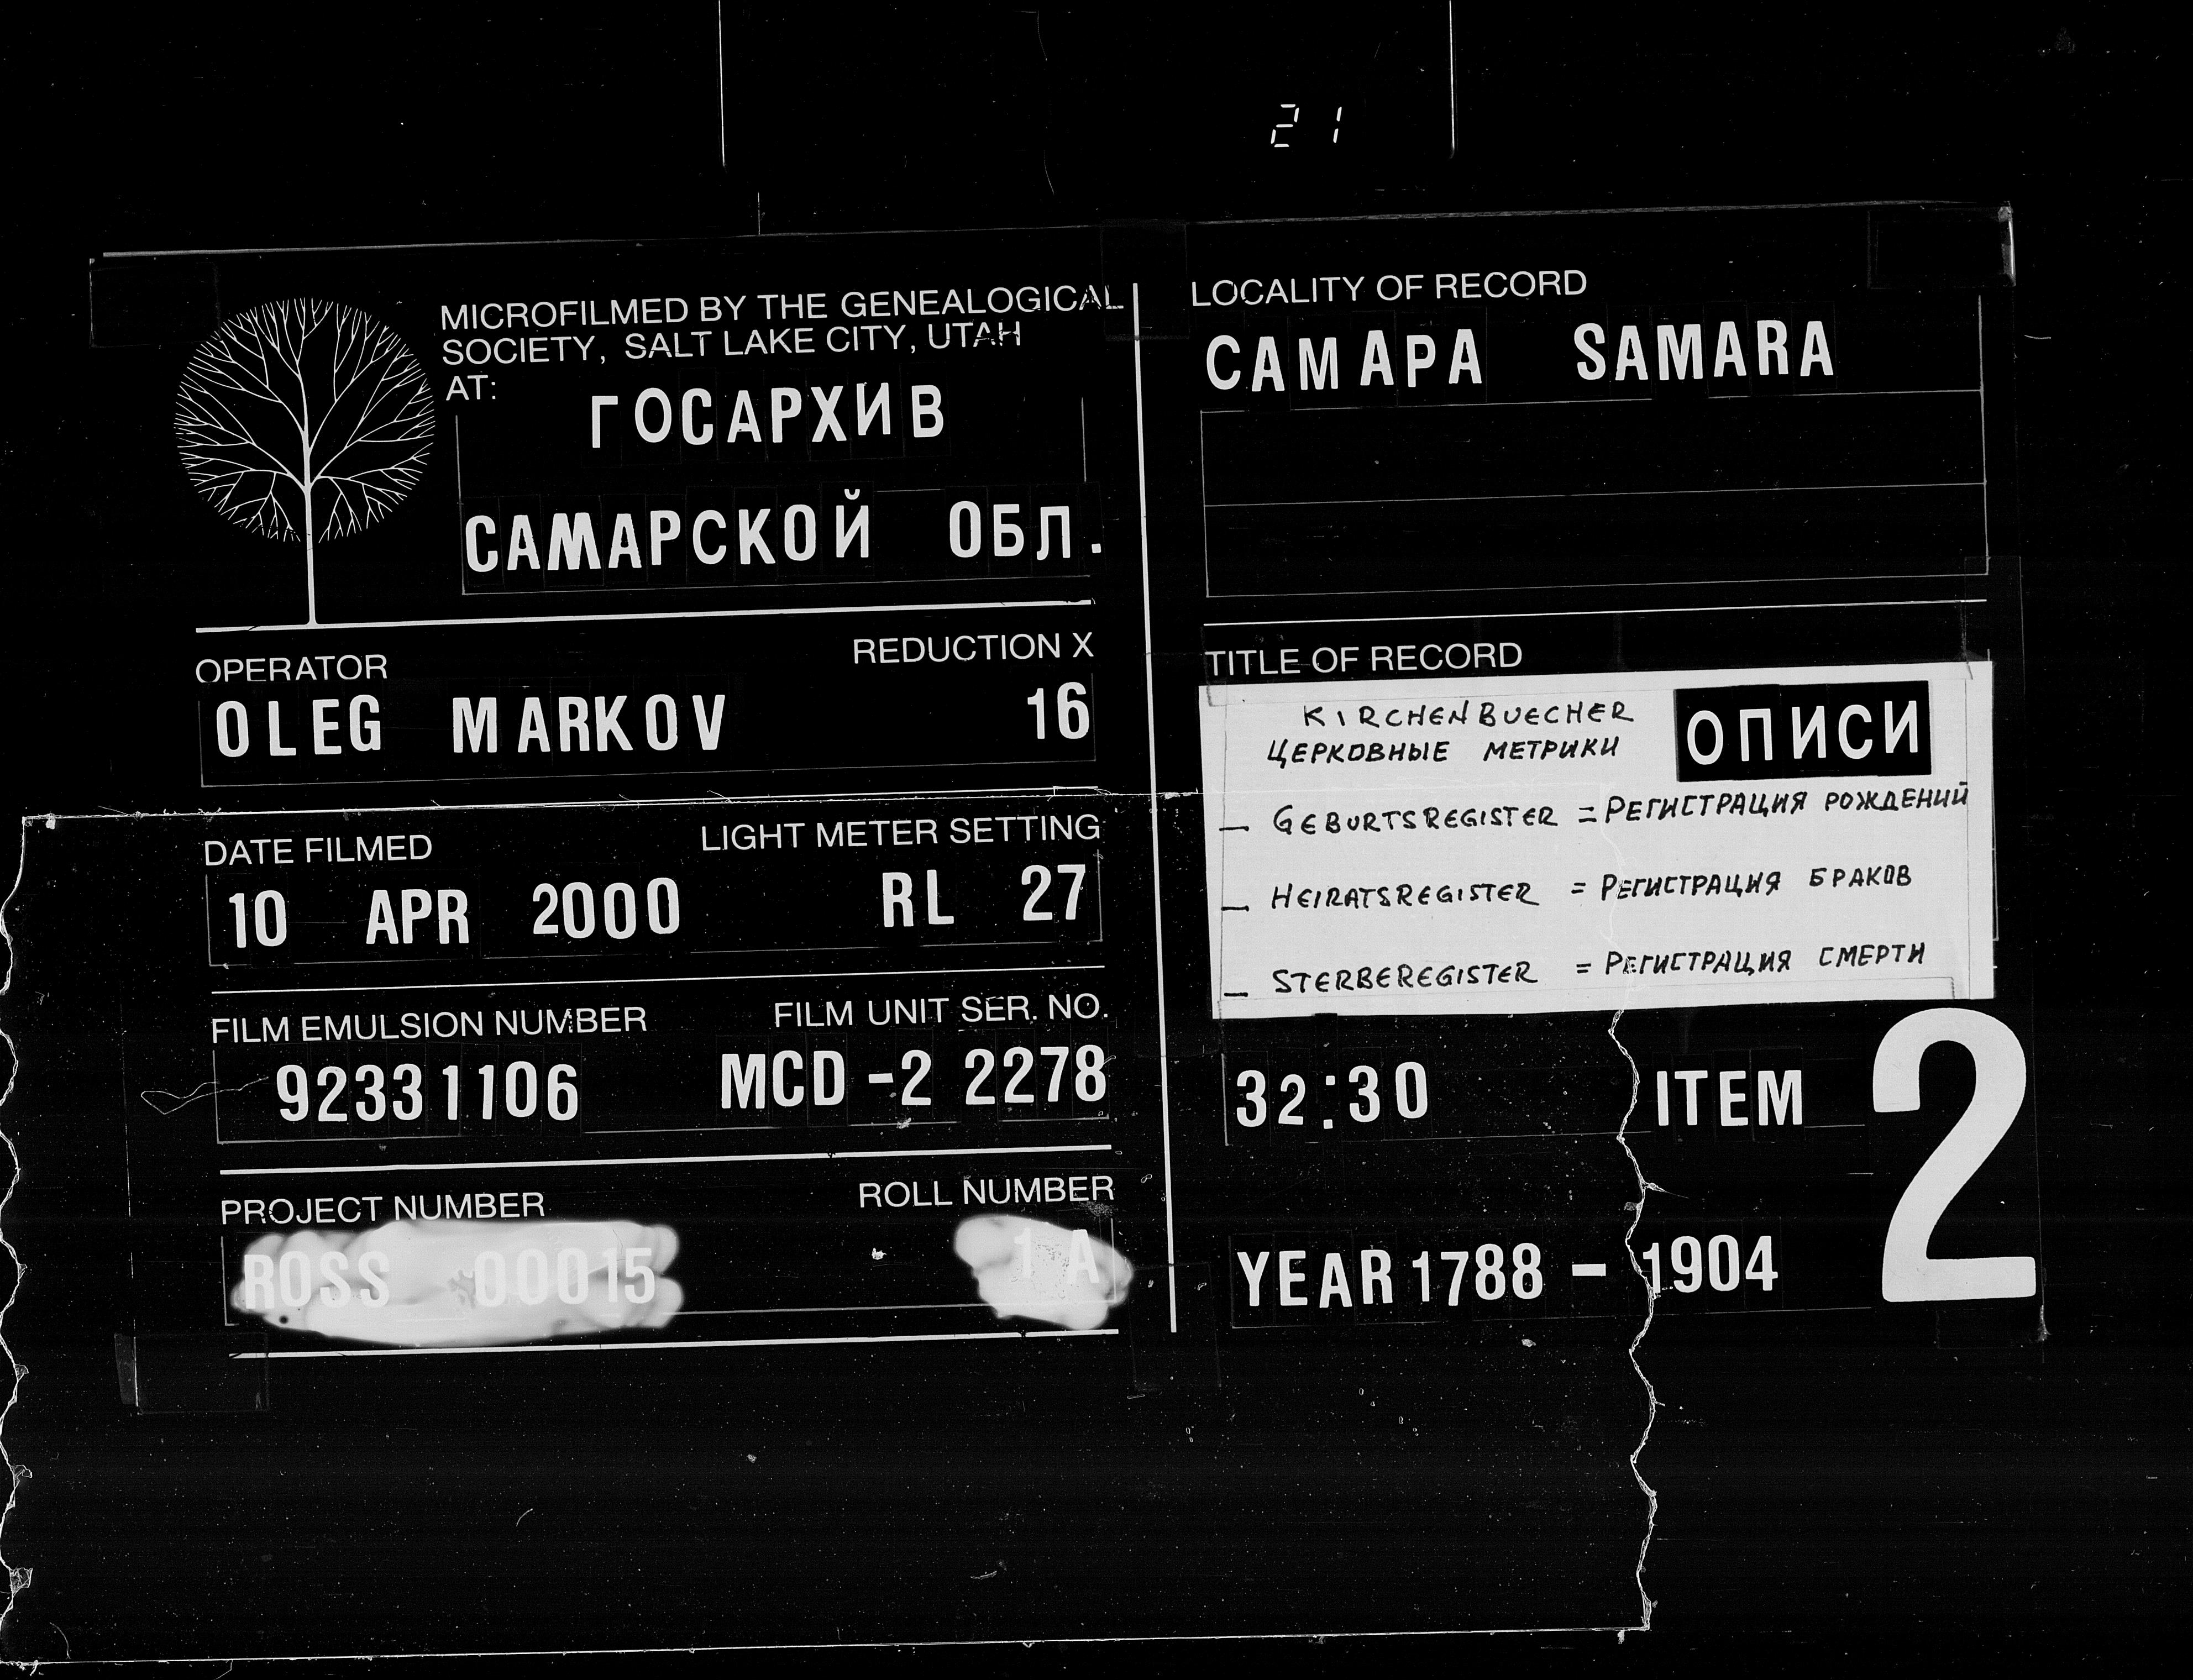 21
MICROFILMED BY THE GENEALOGICAL
SOCIETY, SALT LAKE CITY, UTAH
AT:
ГОСАРХИВ
САМАРСКОЙ ОБЛ.
OPERATOR
REDUCTION X
OLEG MARKOV
16
DATE FILMED
LIGHT METER SETTING
10 APR 2000
RL 27
FILM EMULSION NUMBER
FILM UNIT SER. NO.
92331106
MCD -2 2278
PROJECT NUMBER
ROLL NUMBER
ROSS 00015
1 A
LOCALITY OF RECORD
САМАРА SAMARA
TITLE OF RECORD
KIRCHENBUECHER
ЦЕРКОВНЫЕ МЕТРИКИ
ОПИСИ
— GEBURTSREGISTER = РЕГИСТРАЦИЯ РОЖДЕНИЙ
— HEIRATSREGISTER = РЕГИСТРАЦИЯ БРАКОВ
— STERBEREGISTER = РЕГИСТРАЦИЯ СМЕРТИ
32:30 ITEM 2
YEAR 1788 - 1904